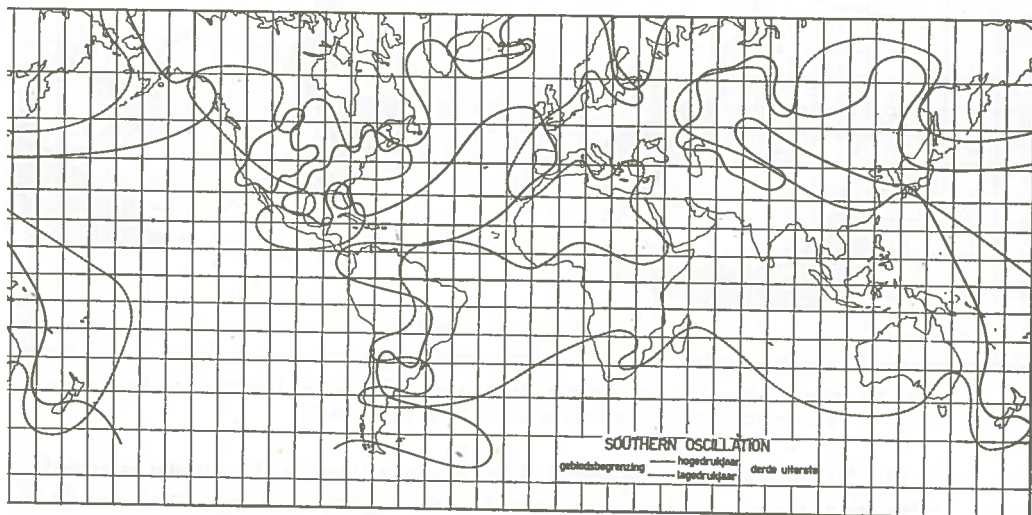 SOUTHERN OSCILLATION
gebiedsbegrenzing hogedrukjaar derde uiterste
lagedrukjaar